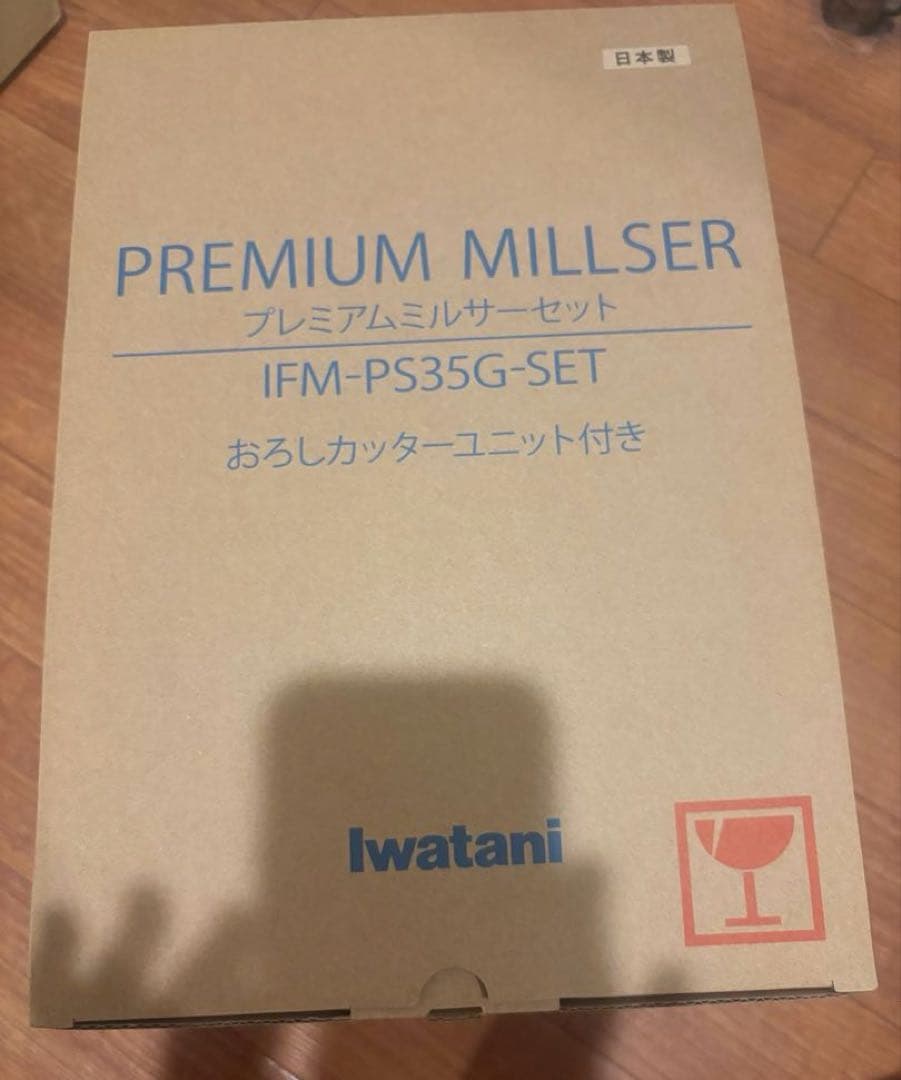 日本製
PREMIUM MILLSER
プレミアムミルサーセット
IFM-PS35G-SET
おろしカッターユニット付き
Iwatani